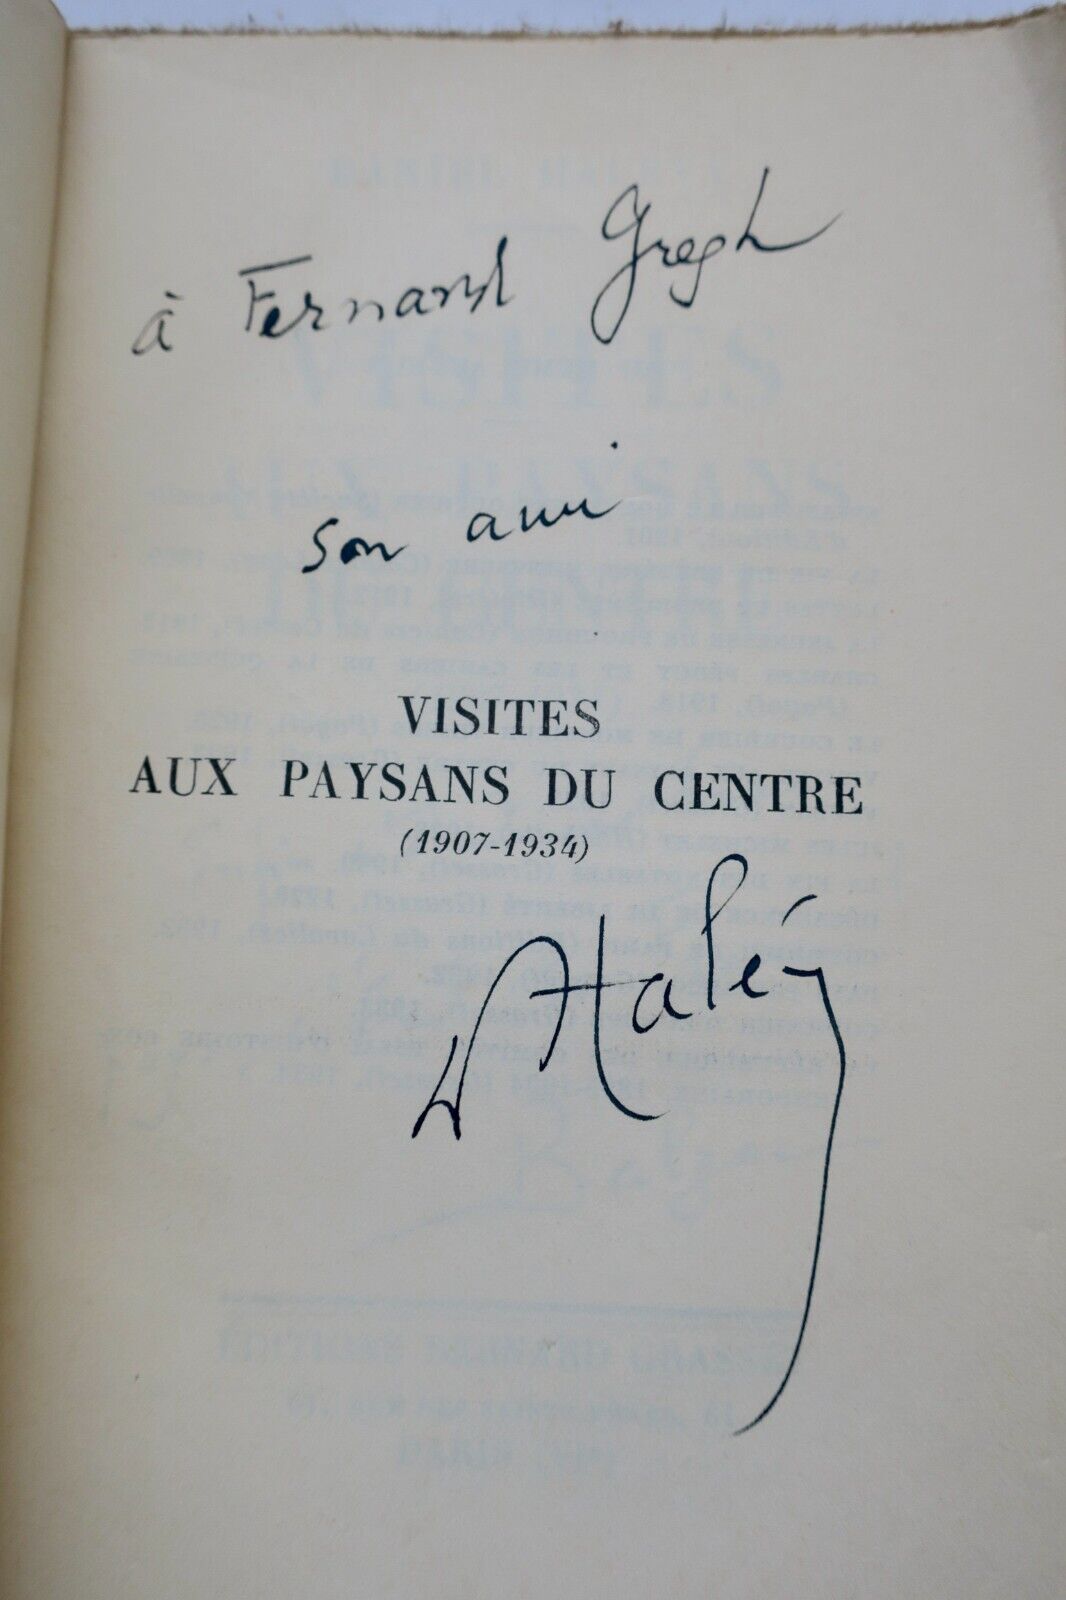 à Fernand Gregh
son ami
VISITES
AUX PAYSANS DU CENTRE
(1907-1934)
D Halévy